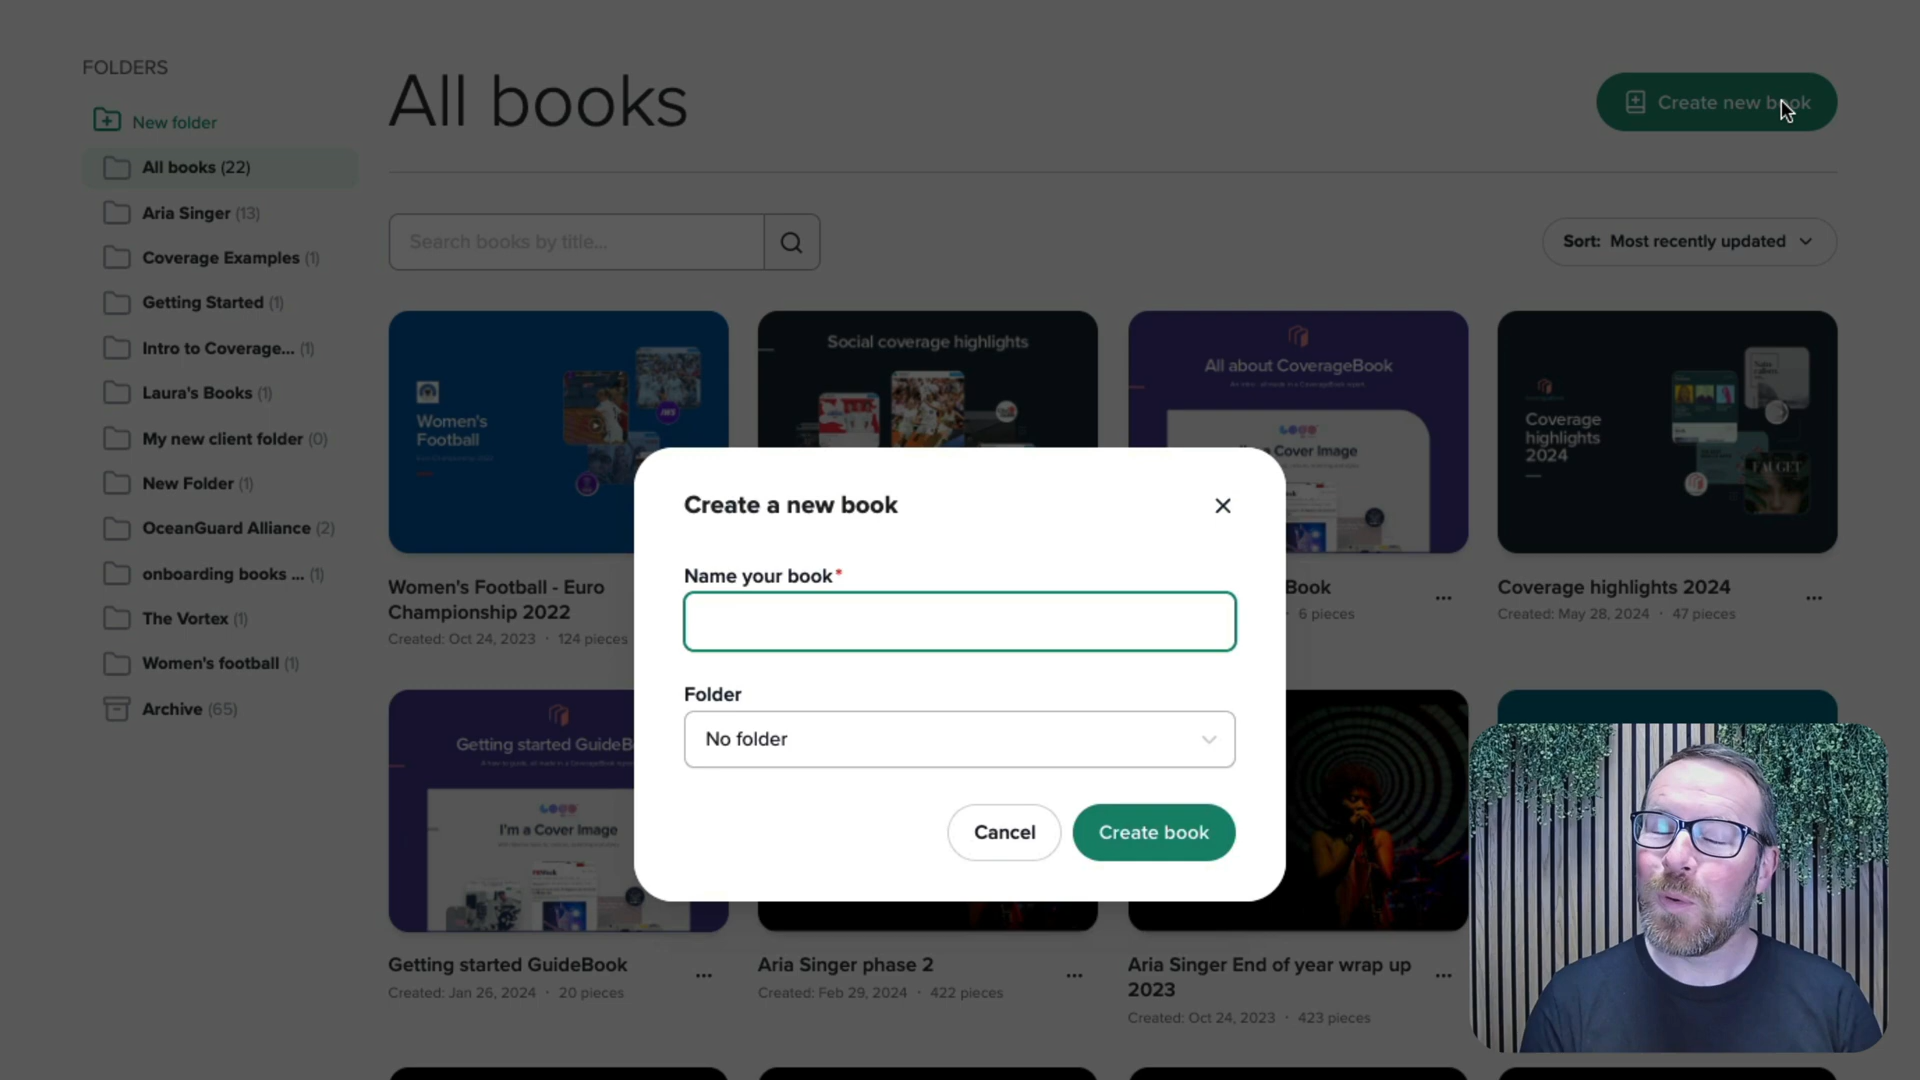 FOLDERS
New folder
All books (22)
Aria Singer (13)
Coverage Examples (1)
Getting Started (1)
Intro to Coverage... (1)
Laura's Books (1)
My new client folder (0)
New Folder (1)
OceanGuard Alliance (2)
onboarding books ... (1)
The Vortex (1)
Women's football (1)
Archive (65)
All books
Create new book
Search books by title...
Sort: Most recently updated
Women's
Football
Social coverage highlights
All about CoverageBook
Cover Image
Coverage
highlights
2024
FAUGET
Women's Football - Euro
Championship 2022
Created: Oct 24, 2023 · 124 pieces
Book
· 6 pieces
Coverage highlights 2024
Created: May 28, 2024 · 47 pieces
Create a new book
Name your book*
Folder
No folder
Cancel
Create book
Getting started GuideB
LOGO
I'm a Cover Image
Getting started GuideBook
Created: Jan 26, 2024 · 20 pieces
Aria Singer phase 2
Created: Feb 29, 2024 · 422 pieces
Aria Singer End of year wrap up
2023
Created: Oct 24, 2023 · 423 pieces